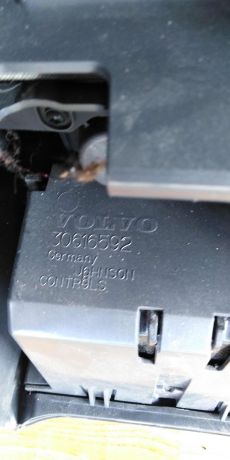 VOLVO
30616592
Germany
JOHNSON
CONTROLS